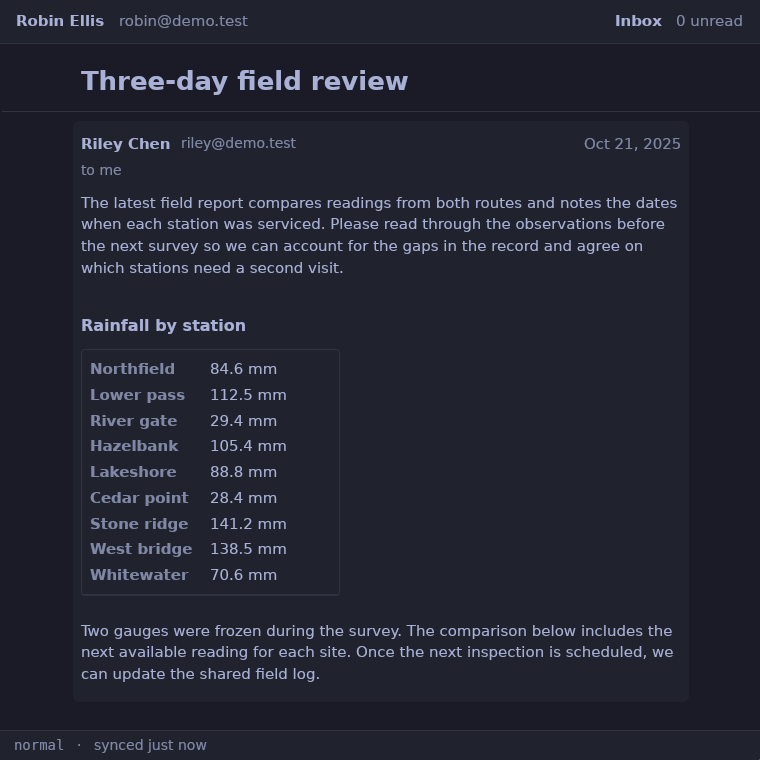 Robin Ellis robin@demo.test Inbox 0 unread
Three-day field review
Riley Chen riley@demo.test Oct 21, 2025
to me
The latest field report compares readings from both routes and notes the dates
when each station was serviced. Please read through the observations before
the next survey so we can account for the gaps in the record and agree on
which stations need a second visit.
Rainfall by station
Northfield 84.6 mm
Lower pass 112.5 mm
River gate 29.4 mm
Hazelbank 105.4 mm
Lakeshore 88.8 mm
Cedar point 28.4 mm
Stone ridge 141.2 mm
West bridge 138.5 mm
Whitewater 70.6 mm
Two gauges were frozen during the survey. The comparison below includes the
next available reading for each site. Once the next inspection is scheduled, we
can update the shared field log.
normal · synced just now